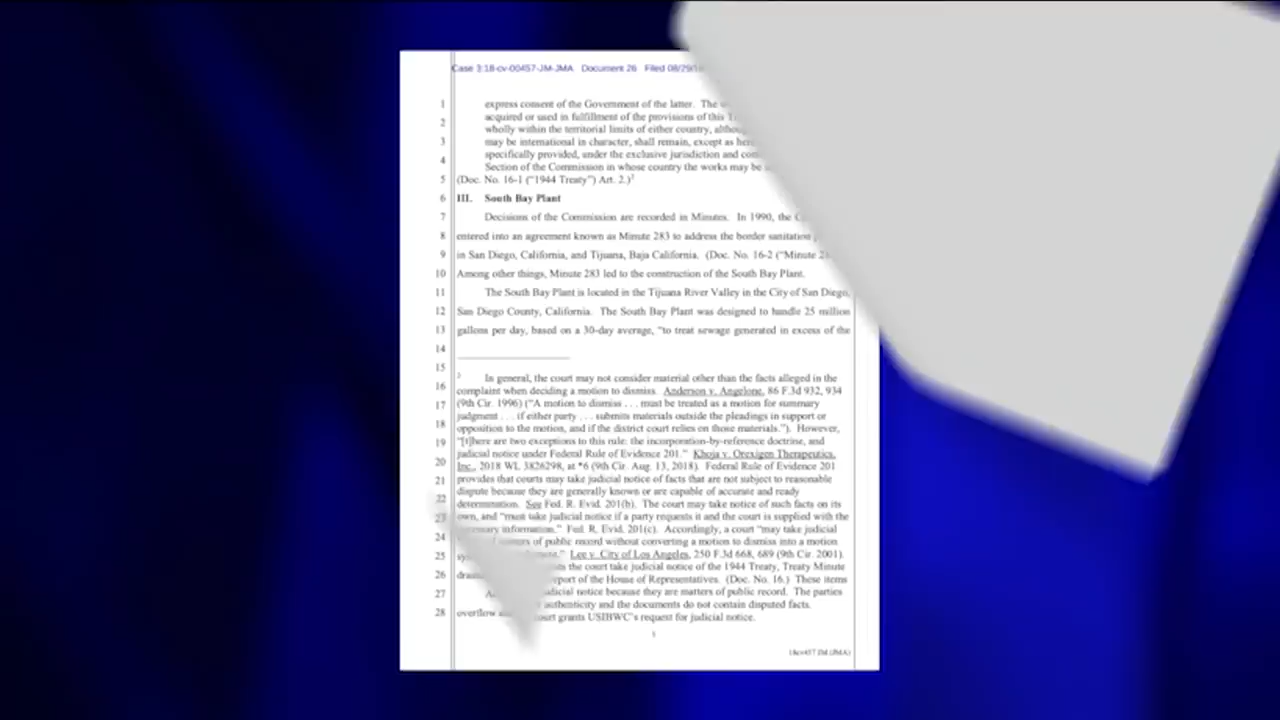 Case 3:18-cv-00457-JM-JMA Document 26 Filed 08/29/18
1 express consent of the Government of the latter. The
2 acquired or used in fulfillment of the provisions of this
wholly within the territorial limits of either country,
3 may be international in character, shall remain, except as
specifically provided, under the exclusive jurisdiction and
4 Section of the Commission in whose country the works may be
5 (Doc. No. 16-1 (“1944 Treaty”) Art. 2.)
6 III. South Bay Plant
7 Decisions of the Commission are recorded in Minutes. In 1990, the
8 entered into an agreement known as Minute 283 to address the border sanitation
9 in San Diego, California, and Tijuana, Baja California. (Doc. No. 16-2 (“Minute
10 Among other things, Minute 283 led to the construction of the South Bay Plant.
11 The South Bay Plant is located in the Tijuana River Valley in the City of San Diego,
12 San Diego County, California. The South Bay Plant was designed to handle 25 million
13 gallons per day, based on a 30-day average, “to treat sewage generated in excess of the
14
15
In general, the court may not consider material other than the facts alleged in the
16 complaint when deciding a motion to dismiss. Anderson v. Angelone, 86 F.3d 932, 934
17 (9th Cir. 1996) (“A motion to dismiss . . . must be treated as a motion for summary
judgment . . . if either party . . . submits materials outside the pleadings in support or
18 opposition to the motion, and if the district court relies on those materials.”). However,
19 “[t]here are two exceptions to this rule: the incorporation-by-reference doctrine, and
judicial notice under Federal Rule of Evidence 201.” Khoja v. Orexigen Therapeutics,
20 Inc., 2018 WL 3826298, at *6 (9th Cir. Aug. 13, 2018). Federal Rule of Evidence 201
21 provides that courts may take judicial notice of facts that are not subject to reasonable
dispute because they are generally known or are capable of accurate and ready
22 determination. See Fed. R. Evid. 201(b). The court may take notice of such facts on its
23 own, and “must take judicial notice if a party requests it and the court is supplied with the
necessary information.” Fed. R. Evid. 201(c). Accordingly, a court “may take judicial
24 of public record without converting a motion to dismiss into a motion
25 Lee v. City of Los Angeles, 250 F.3d 668, 689 (9th Cir. 2001).
the court take judicial notice of the 1944 Treaty, Treaty Minute
26 of the House of Representatives. (Doc. No. 16.) These items
27 judicial notice because they are matters of public record. The parties
authenticity and the documents do not contain disputed facts.
28 overflow court grants USIBWC’s request for judicial notice.